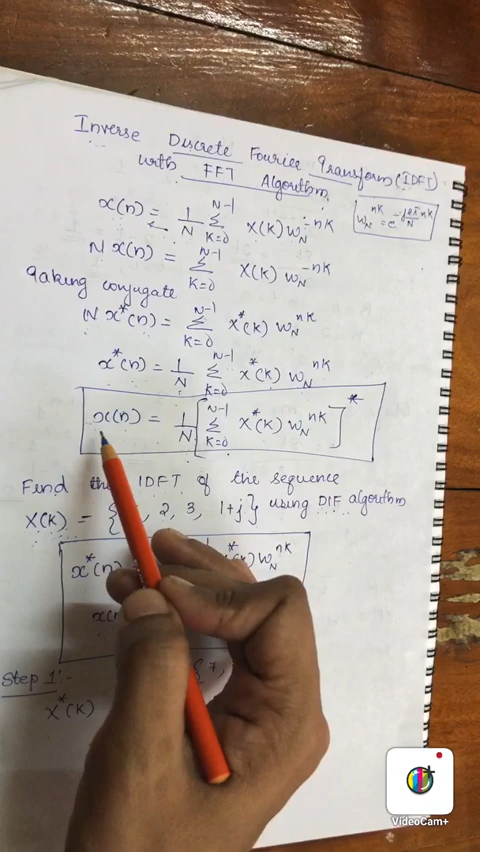 Inverse Discrete Fourier Transform (IDFT)
with FFT Algorithm
x(n) = 1/N Σ_{k=0}^{N-1} X(k) W_N^{-nk}
W_N^{nk} = e^{-j2π/N nk}
N x(n) = Σ_{k=0}^{N-1} X(k) W_N^{-nk}
Taking conjugate
N x*(n) = Σ_{k=0}^{N-1} X*(k) W_N^{nk}
x*(n) = 1/N Σ_{k=0}^{N-1} X*(k) W_N^{nk}
x(n) = 1/N [Σ_{k=0}^{N-1} X*(k) W_N^{nk}]*
Find the IDFT of the sequence
X(k) = { , 2, 3, 1+j} using DIF algorithm
x*(n) (k) W_N^{nk}
x(n
Step 1:- { 7,
X*(k)
VideoCam+